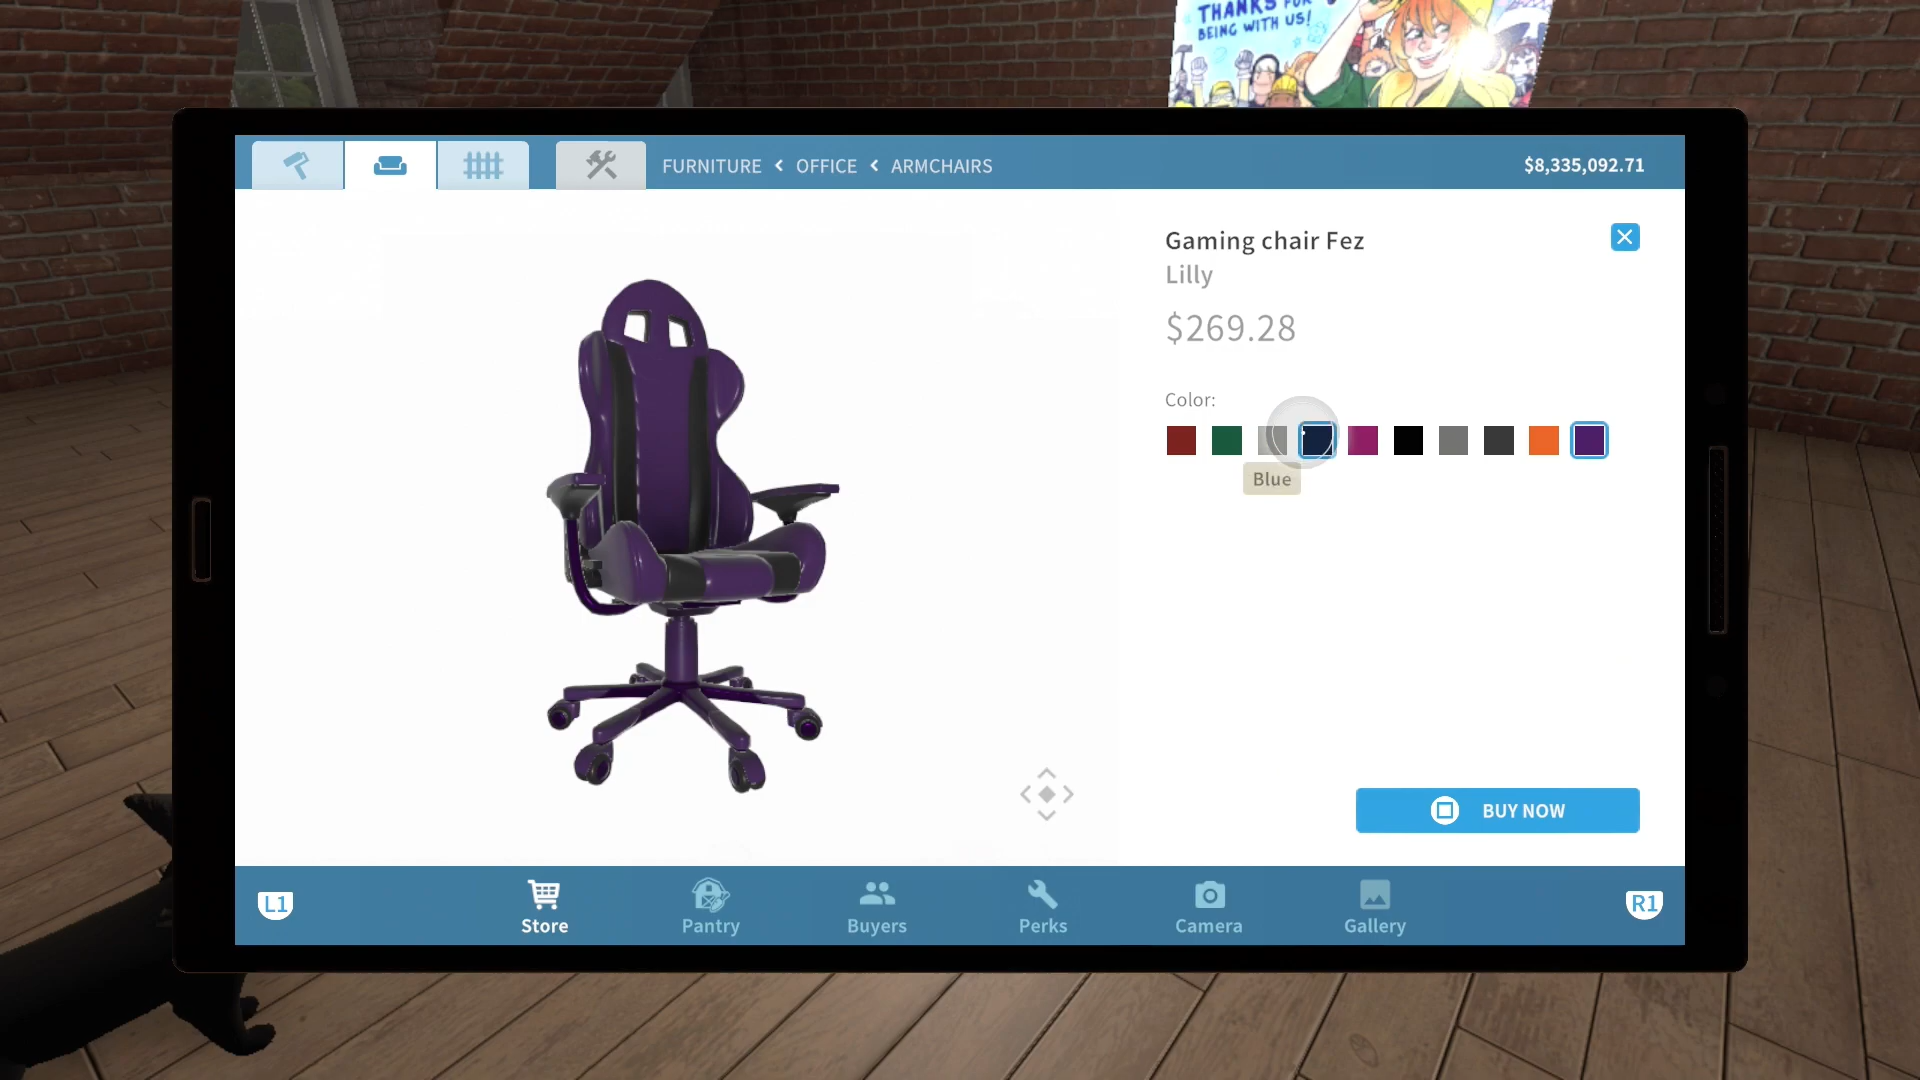 THANKS FOR
BEING WITH US!
FURNITURE < OFFICE < ARMCHAIRS
$8,335,092.71
Gaming chair Fez
Lilly
$269.28
Color:
Blue
BUY NOW
L1
Store
Pantry
Buyers
Perks
Camera
Gallery
R1